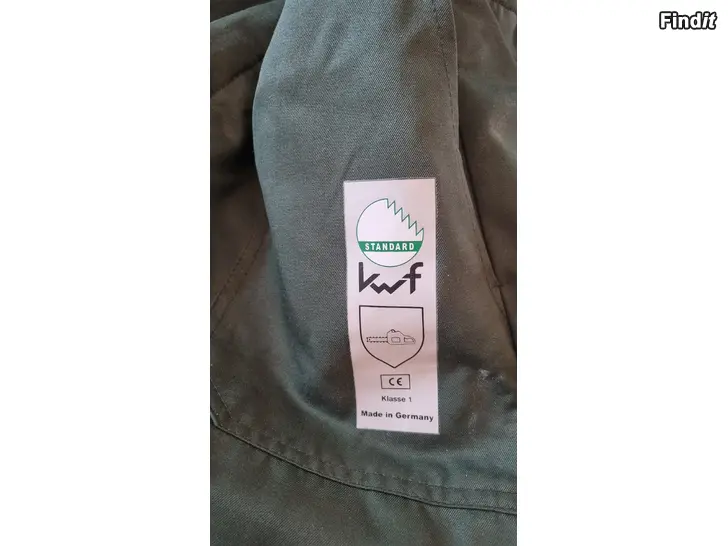 Findit
STANDARD
kwf
CE
Klasse 1
Made in Germany